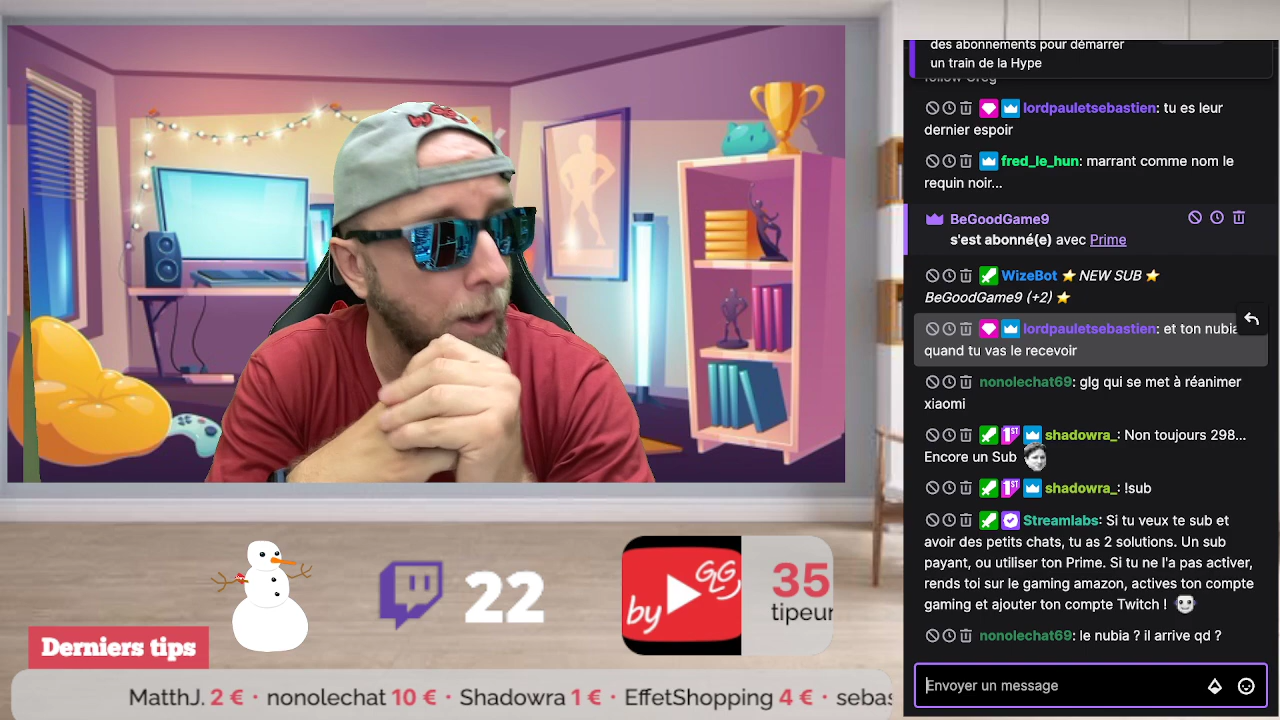 des abonnements pour démarrer
un train de la Hype
follow Greg
lordpauletsebastien: tu es leur
dernier espoir
fred_le_hun: marrant comme nom le
requin noir...
BeGoodGame9
s'est abonné(e) avec Prime
WizeBot ⭐ NEW SUB ⭐
BeGoodGame9 (+2) ⭐
lordpauletsebastien: et ton nubia
quand tu vas le recevoir
nonolechat69: glg qui se met à réanimer
xiaomi
1ST shadowra_: Non toujours 298...
Encore un Sub
1ST shadowra_: !sub
Streamlabs: Si tu veux te sub et
avoir des petits chats, tu as 2 solutions. Un sub
payant, ou utiliser ton Prime. Si tu ne l'a pas activer,
rends toi sur le gaming amazon, actives ton compte
gaming et ajouter ton compte Twitch !
nonolechat69: le nubia ? il arrive qd ?
Envoyer un message
22
by GLG
35
tipeur
Derniers tips
MatthJ. 2 € · nonolechat 10 € · Shadowra 1 € · EffetShopping 4 € · sebas